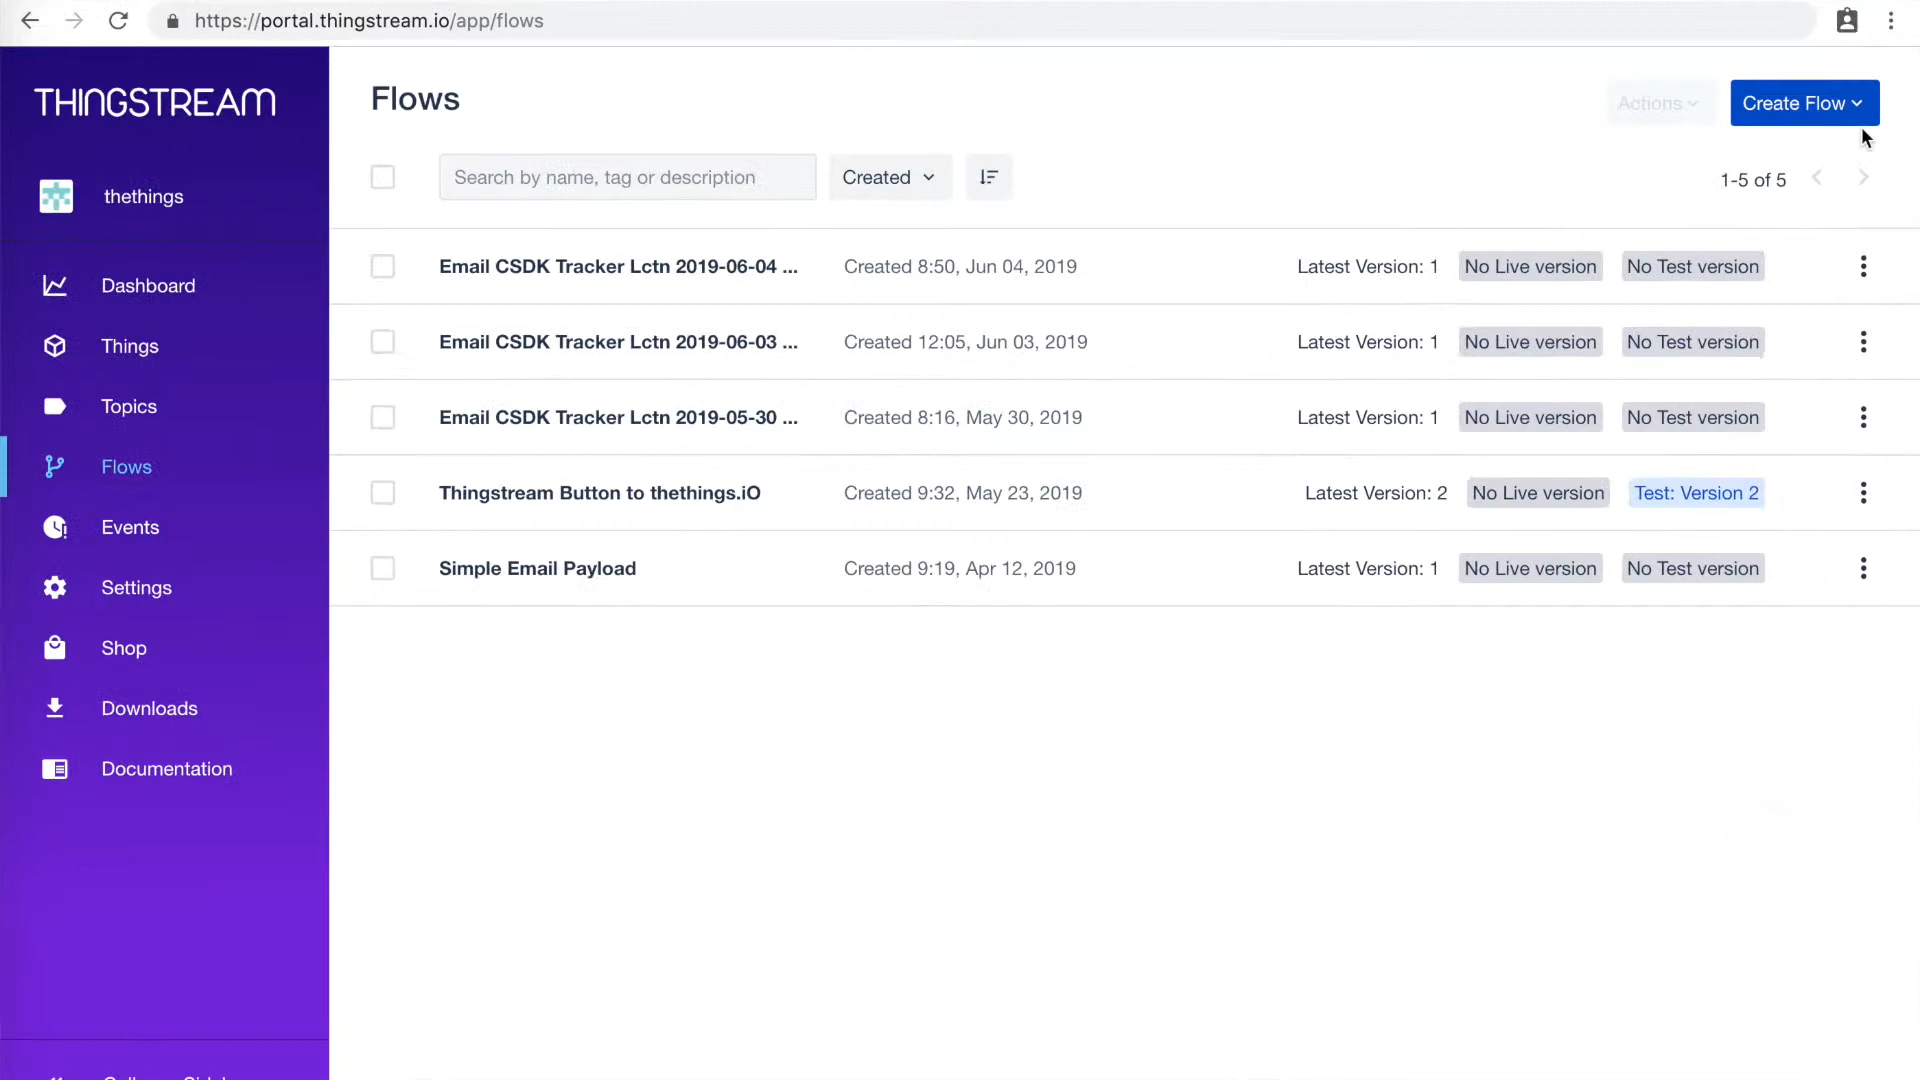 https://portal.thingstream.io/app/flows
THINGSTREAM
thethings
Dashboard
Things
Topics
Flows
Events
Settings
Shop
Downloads
Documentation
Flows
Actions
Create Flow
Search by name, tag or description
Created
1-5 of 5
Email CSDK Tracker Lctn 2019-06-04 ... Created 8:50, Jun 04, 2019 Latest Version: 1 No Live version No Test version
Email CSDK Tracker Lctn 2019-06-03 ... Created 12:05, Jun 03, 2019 Latest Version: 1 No Live version No Test version
Email CSDK Tracker Lctn 2019-05-30 ... Created 8:16, May 30, 2019 Latest Version: 1 No Live version No Test version
Thingstream Button to thethings.iO Created 9:32, May 23, 2019 Latest Version: 2 No Live version Test: Version 2
Simple Email Payload Created 9:19, Apr 12, 2019 Latest Version: 1 No Live version No Test version